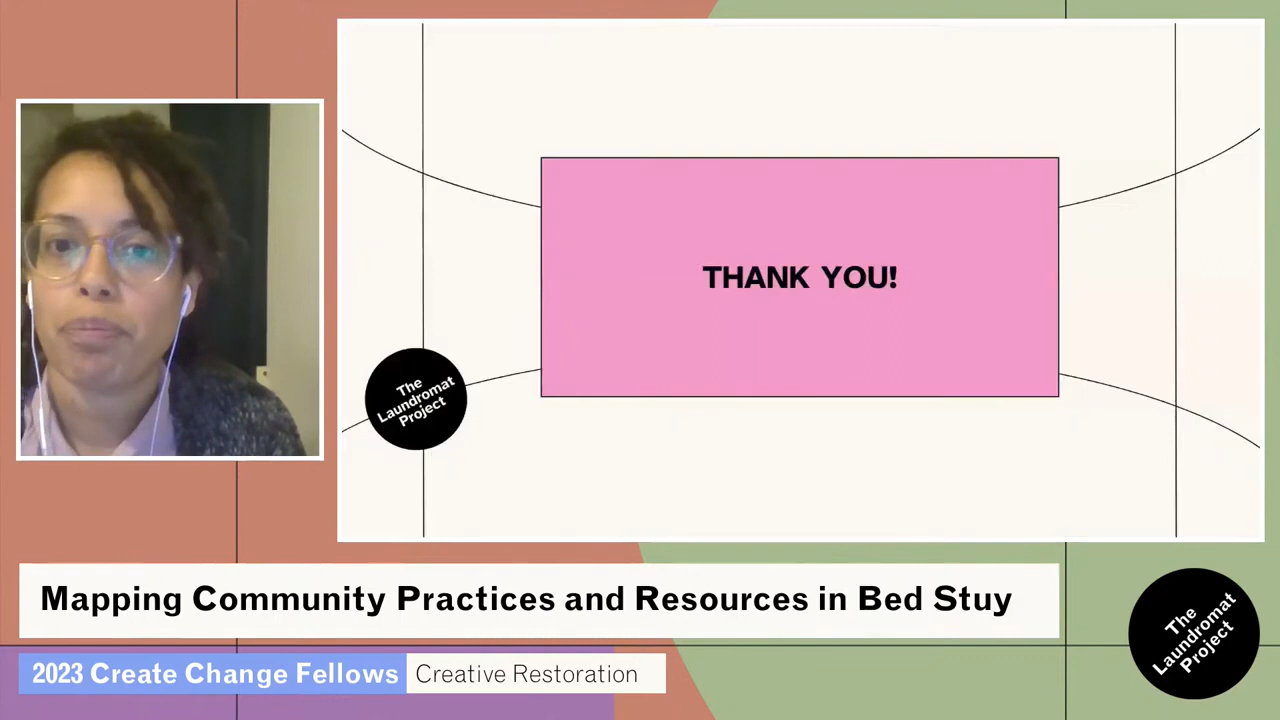 THANK YOU!
The
Laundromat
Project
Mapping Community Practices and Resources in Bed Stuy
2023 Create Change Fellows
Creative Restoration
The
Laundromat
Project